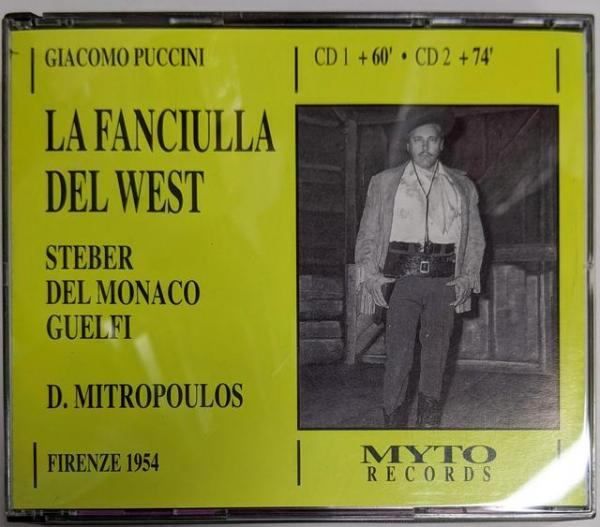 GIACOMO PUCCINI
CD 1 +60' • CD 2 +74'
LA FANCIULLA
DEL WEST
STEBER
DEL MONACO
GUELFI
D. MITROPOULOS
FIRENZE 1954
MYTO
RECORDS